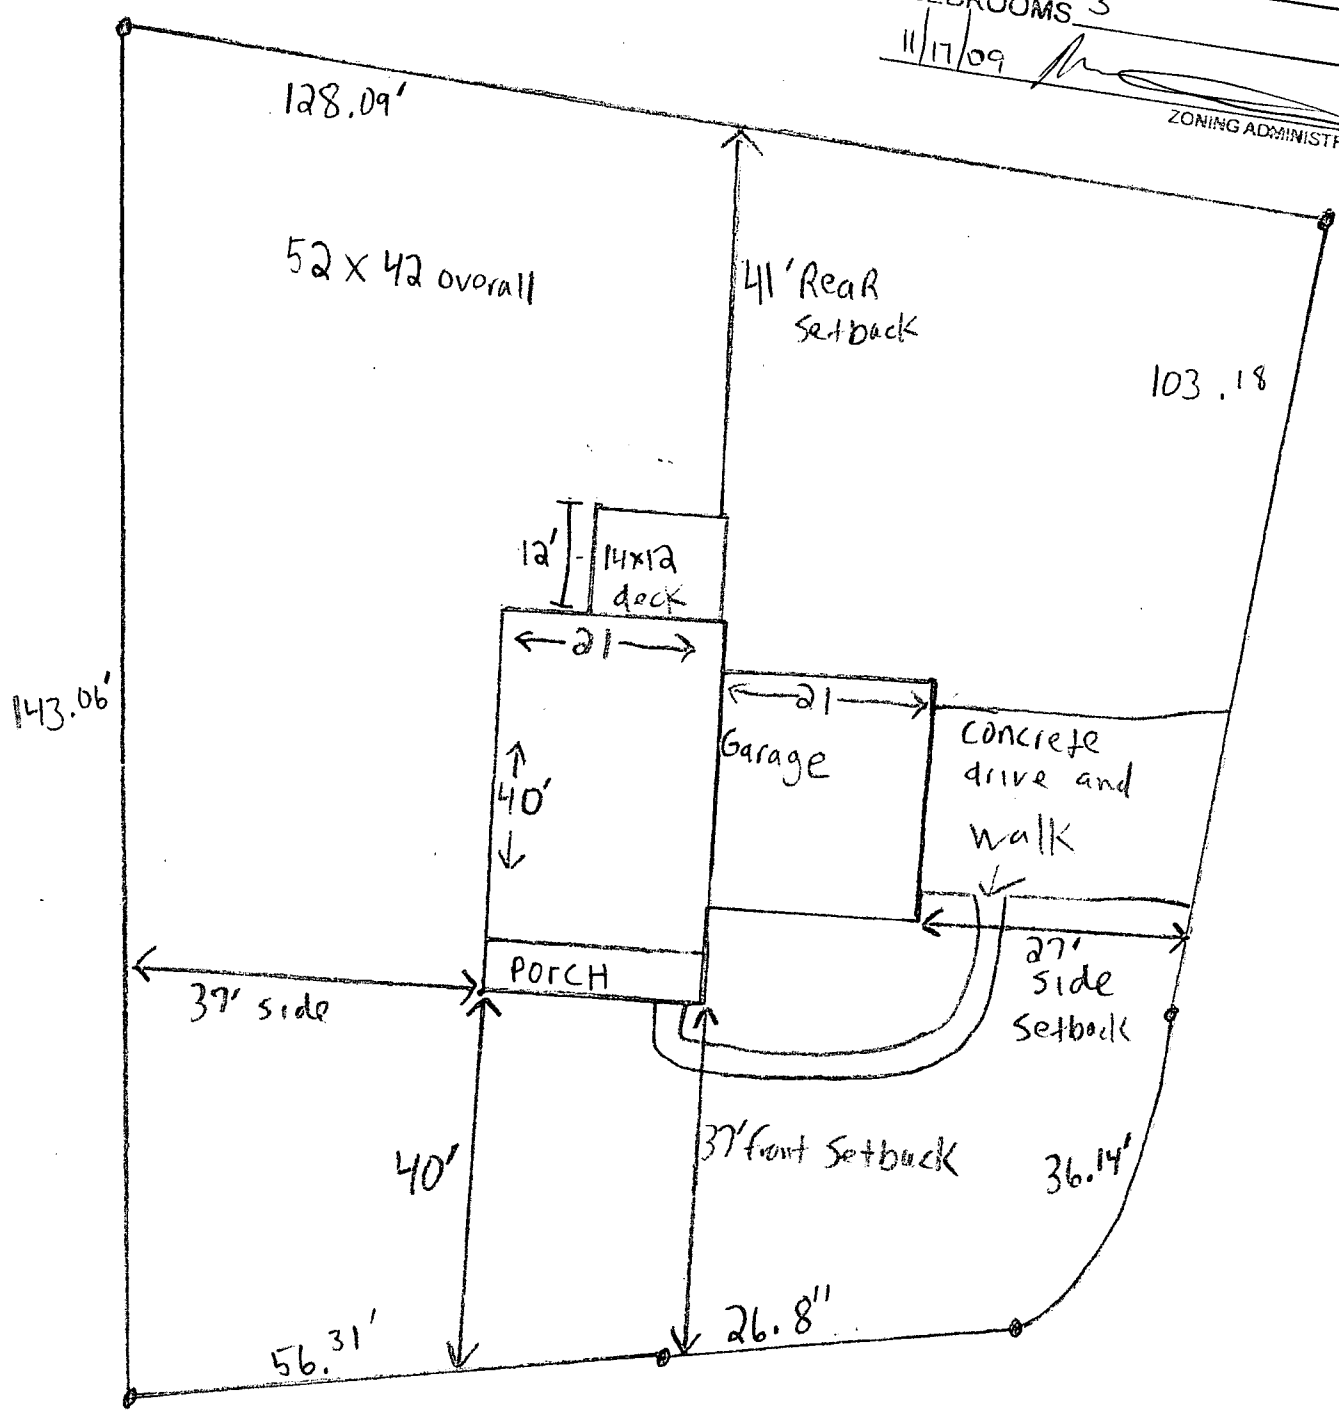 BEDROOMS 3
11/17/09
ZONING ADMINISTR
128.09'
52 x 42 overall
41' ReaR
Setback
103.18
12'
14x12
deck
21
21
143.06'
Garage
concrete
drive and
walk
40'
PORCH
37' side
27'
side
Setback
40'
37' front Setback
36.14'
56.31'
26.8"